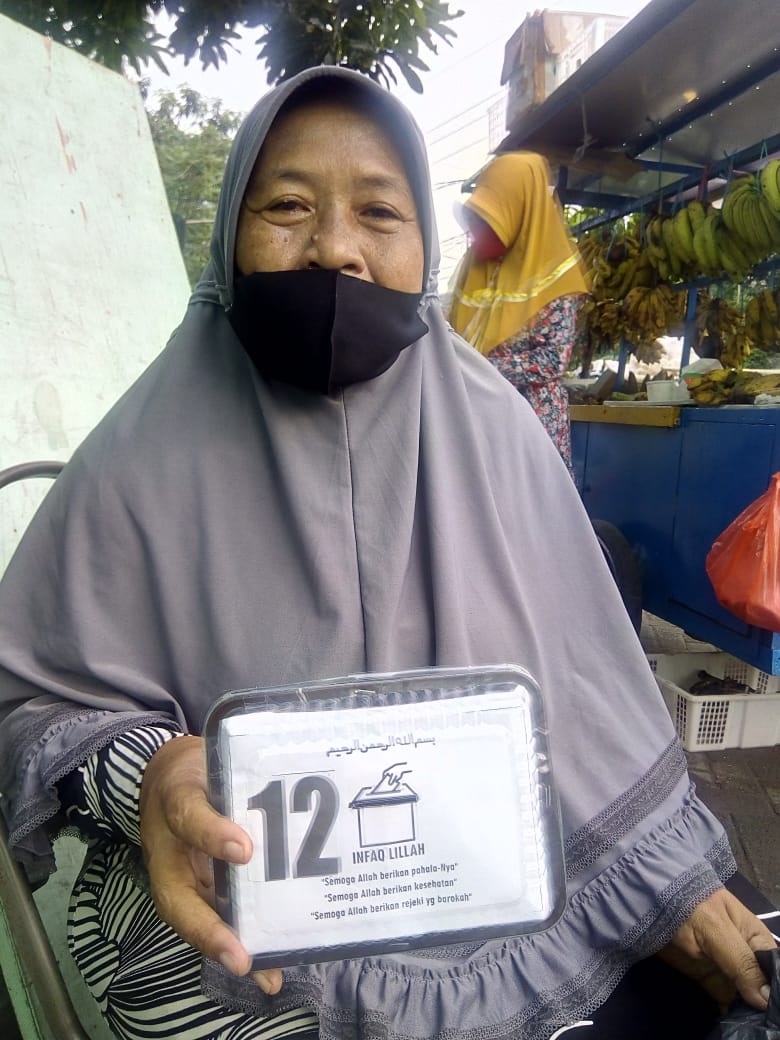 بسم الله الرحمن الرحيم
12
INFAQ LILLAH
"Semoga Allah berikan pahala-Nya"
"Semoga Allah berikan kesehatan"
"Semoga Allah berikan rejeki yg barokah"